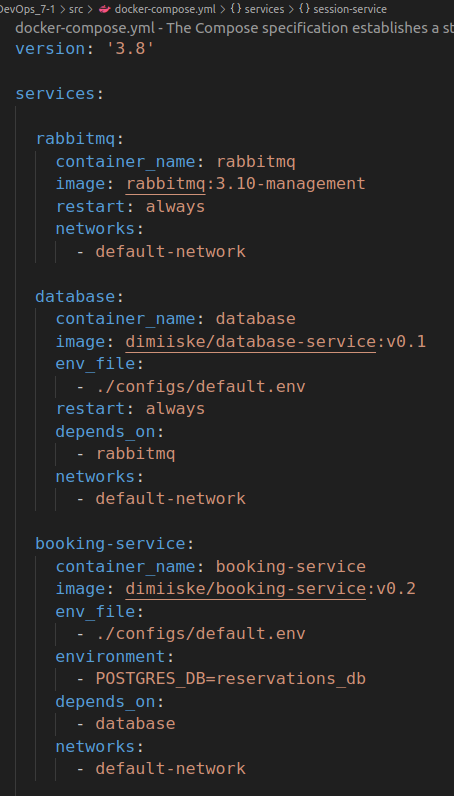 DevOps_7-1 > src > docker-compose.yml > {} services > {} session-service
docker-compose.yml - The Compose specification establishes a st
version: '3.8'
services:
rabbitmq:
container_name: rabbitmq
image: rabbitmq:3.10-management
restart: always
networks:
- default-network
database:
container_name: database
image: dimiiske/database-service:v0.1
env_file:
- ./configs/default.env
restart: always
depends_on:
- rabbitmq
networks:
- default-network
booking-service:
container_name: booking-service
image: dimiiske/booking-service:v0.2
env_file:
- ./configs/default.env
environment:
- POSTGRES_DB=reservations_db
depends_on:
- database
networks:
- default-network